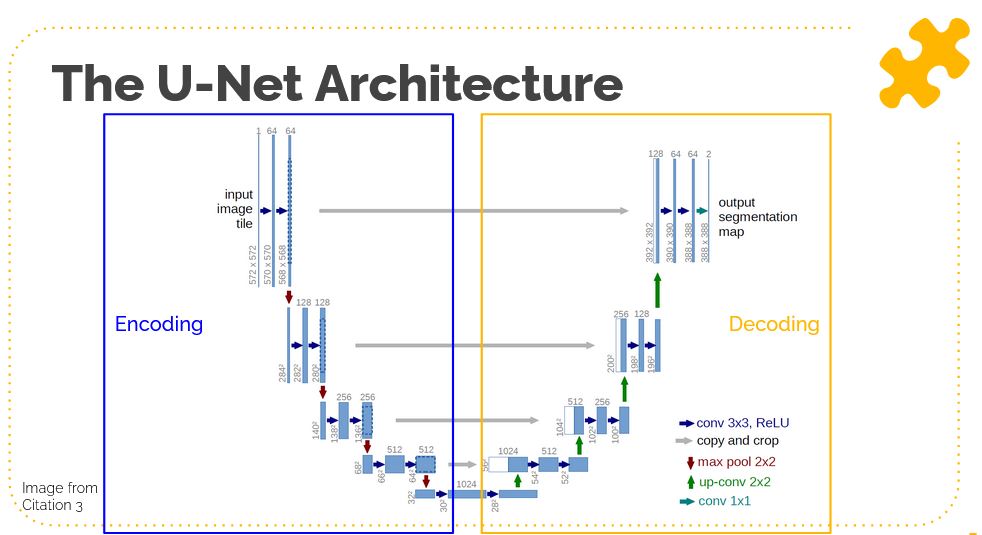 The U-Net Architecture
1 64 64
128 64 64 2
input
image
tile
output
segmentation
map
572 x 572
570 x 570
568 x 568
392 x 392
390 x 390
388 x 388
388 x 388
128 128
256 128
Encoding
Decoding
284²
282²
280²
200²
198²
196²
256 256
512 256
140²
138²
136²
104²
102²
100²
conv 3x3, ReLU
copy and crop
max pool 2x2
up-conv 2x2
conv 1x1
512 512
1024 512
68²
66²
64²
56²
54²
52²
1024
32²
30²
28²
Image from
Citation 3